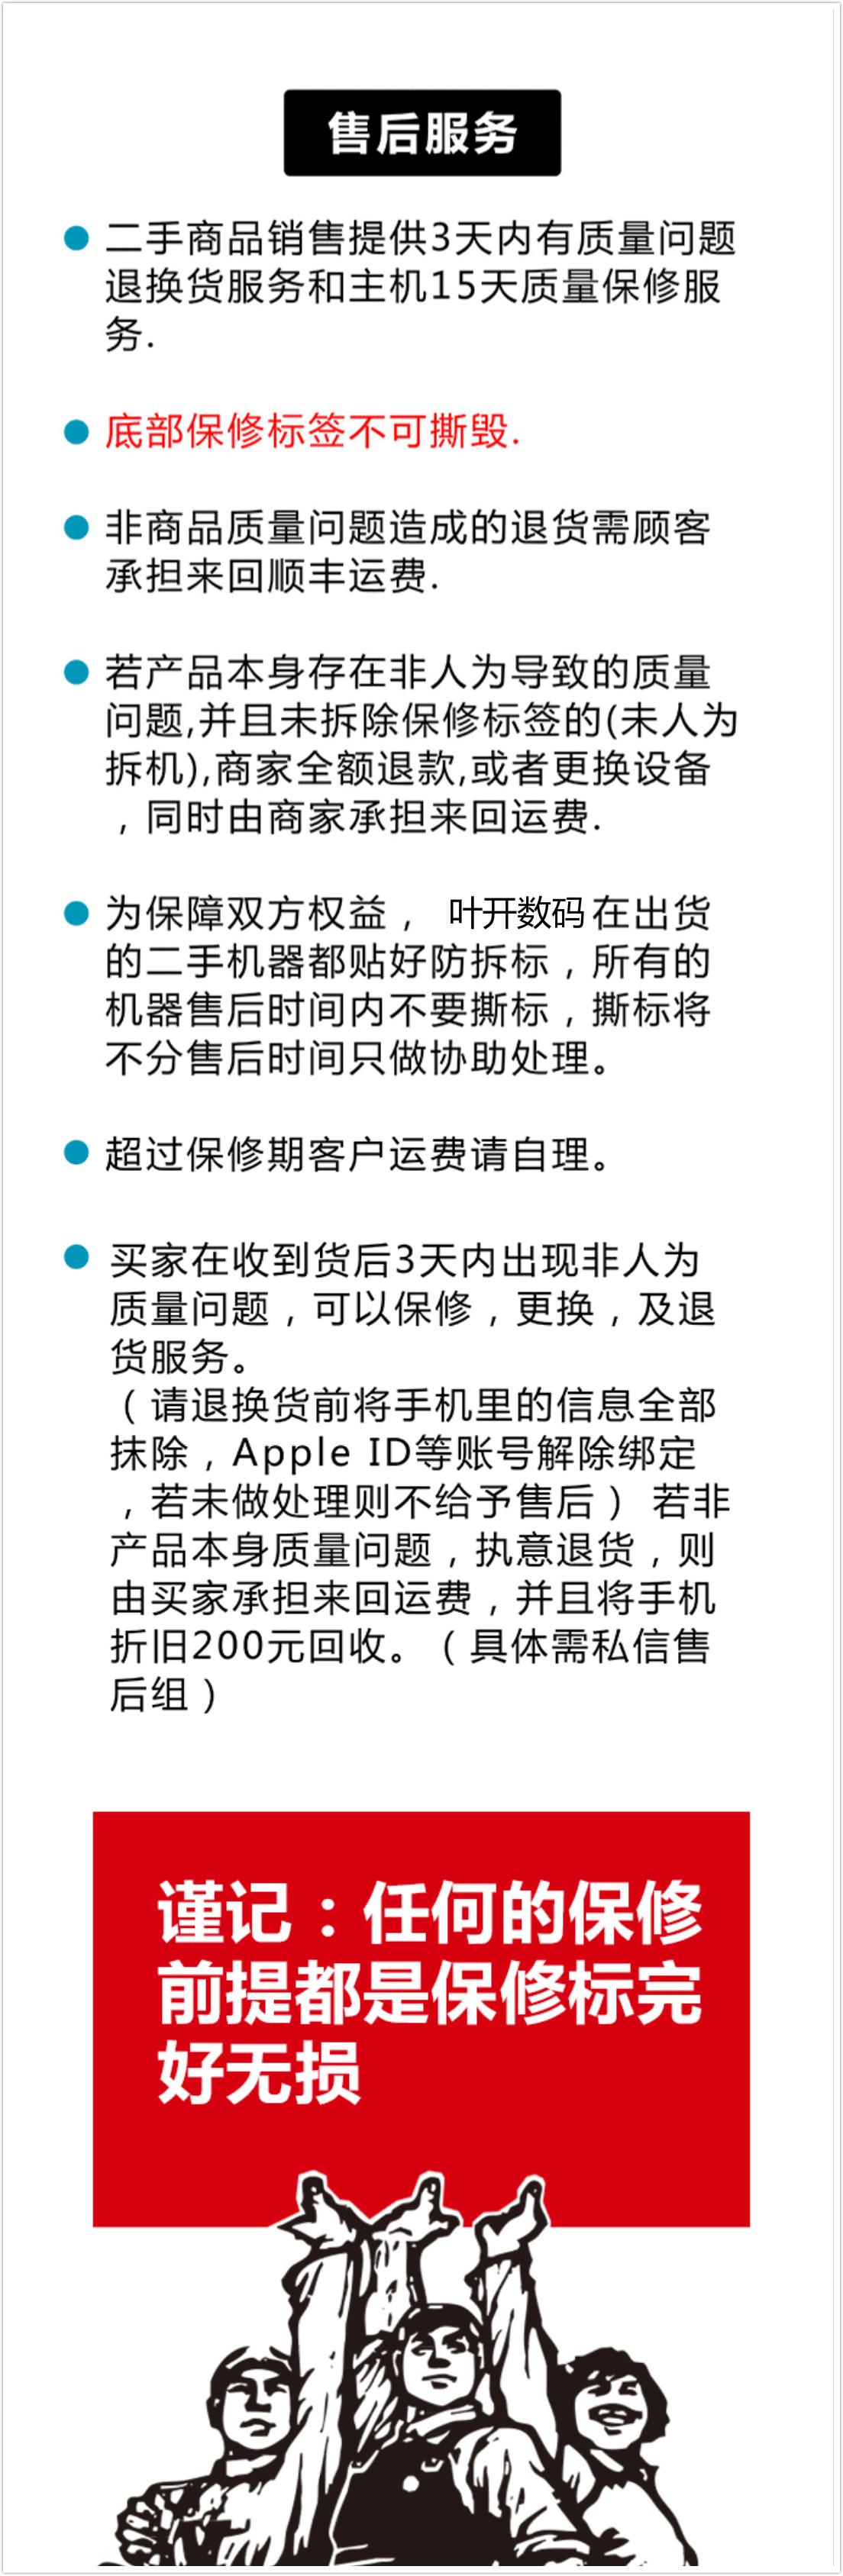 售后服务
二手商品销售提供3天内有质量问题
退换货服务和主机15天质量保修服
务.
底部保修标签不可撕毁.
非商品质量问题造成的退货需顾客
承担来回顺丰运费.
若产品本身存在非人为导致的质量
问题,并且未拆除保修标签的(未人为
拆机),商家全额退款,或者更换设备
，同时由商家承担来回运费.
为保障双方权益， 叶开数码在出货
的二手机器都贴好防拆标，所有的
机器售后时间内不要撕标，撕标将
不分售后时间只做协助处理。
超过保修期客户运费请自理。
买家在收到货后3天内出现非人为
质量问题，可以保修，更换，及退
货服务。
（请退换货前将手机里的信息全部
抹除，Apple ID等账号解除绑定
，若未做处理则不给予售后） 若非
产品本身质量问题，执意退货，则
由买家承担来回运费，并且将手机
折旧200元回收。（具体需私信售
后组）
谨记：任何的保修
前提都是保修标完
好无损